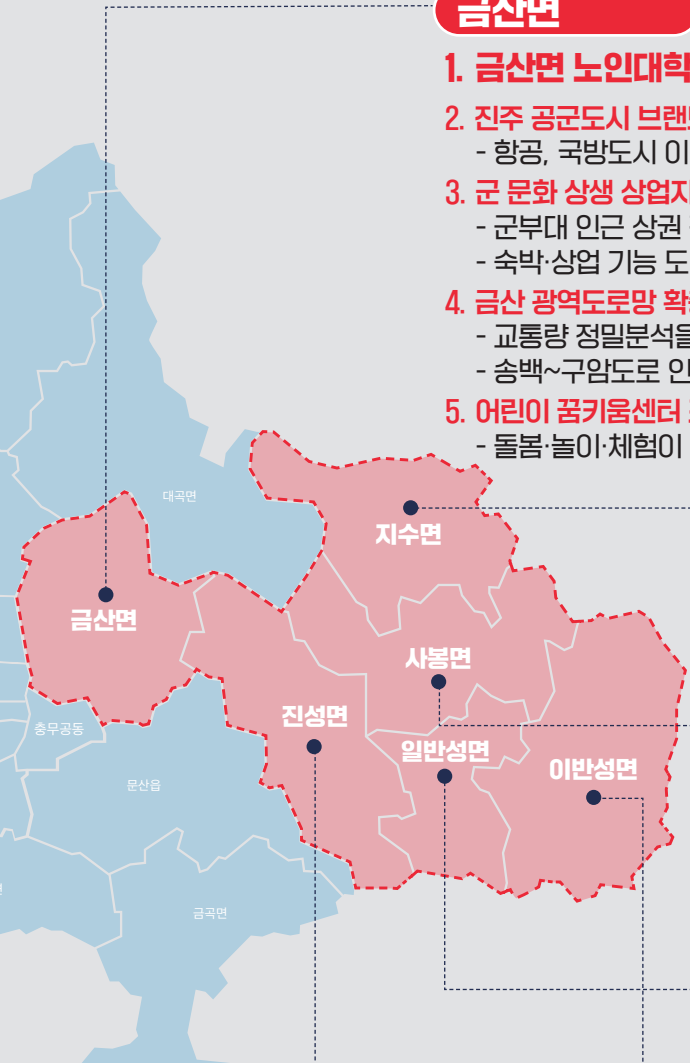 금산면
1. 금산면 노인대학
2. 진주 공군도시 브랜
- 항공, 국방도시 이
3. 군 문화 상생 상업지
- 군부대 인근 상권
- 숙박·상업 기능 도
4. 금산 광역도로망 확
- 교통량 정밀분석을
- 송백~구암도로 인
5. 어린이 꿈키움센터
- 돌봄·놀이·체험이
대곡면
지수면
금산면
사봉면
진성면
충무공동
일반성면
이반성면
문산읍
금곡면